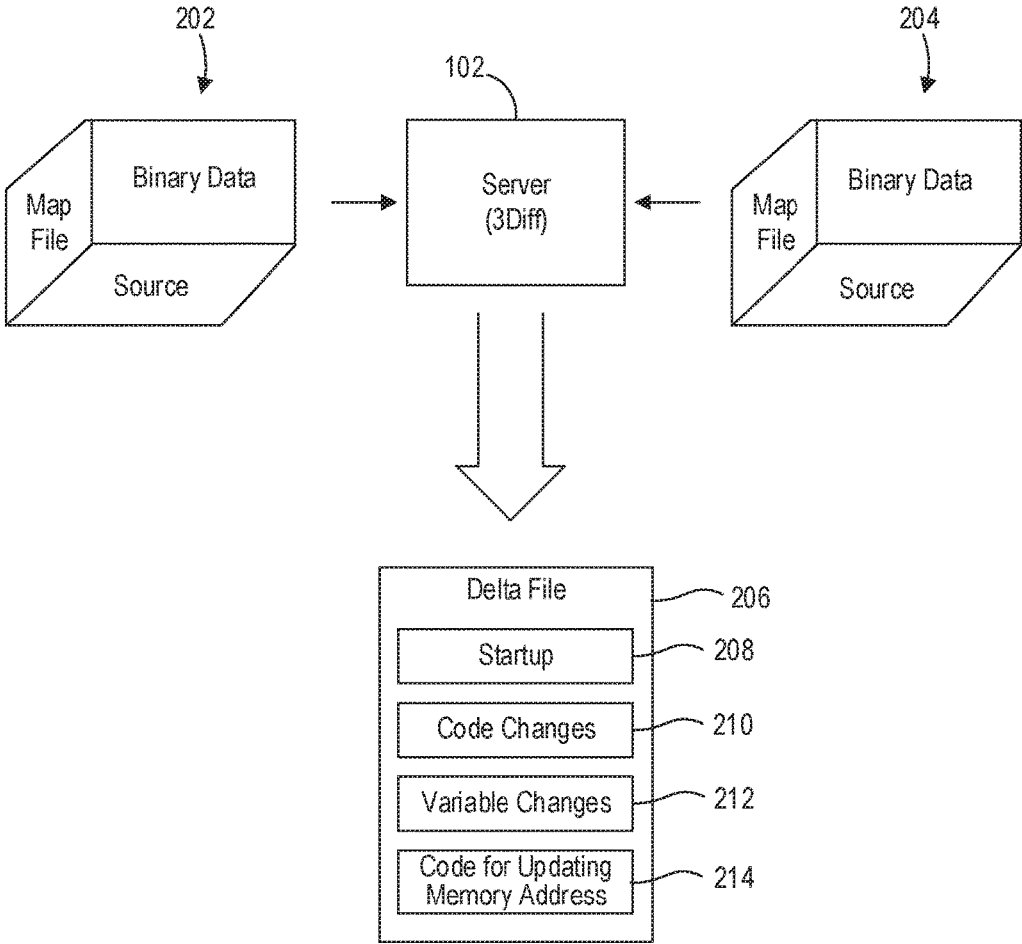 202
204
102
Binary Data
Map
File
Source
Server
(3Diff)
Binary Data
Map
File
Source
Delta File
206
Startup
208
Code Changes
210
Variable Changes
212
Code for Updating
Memory Address
214